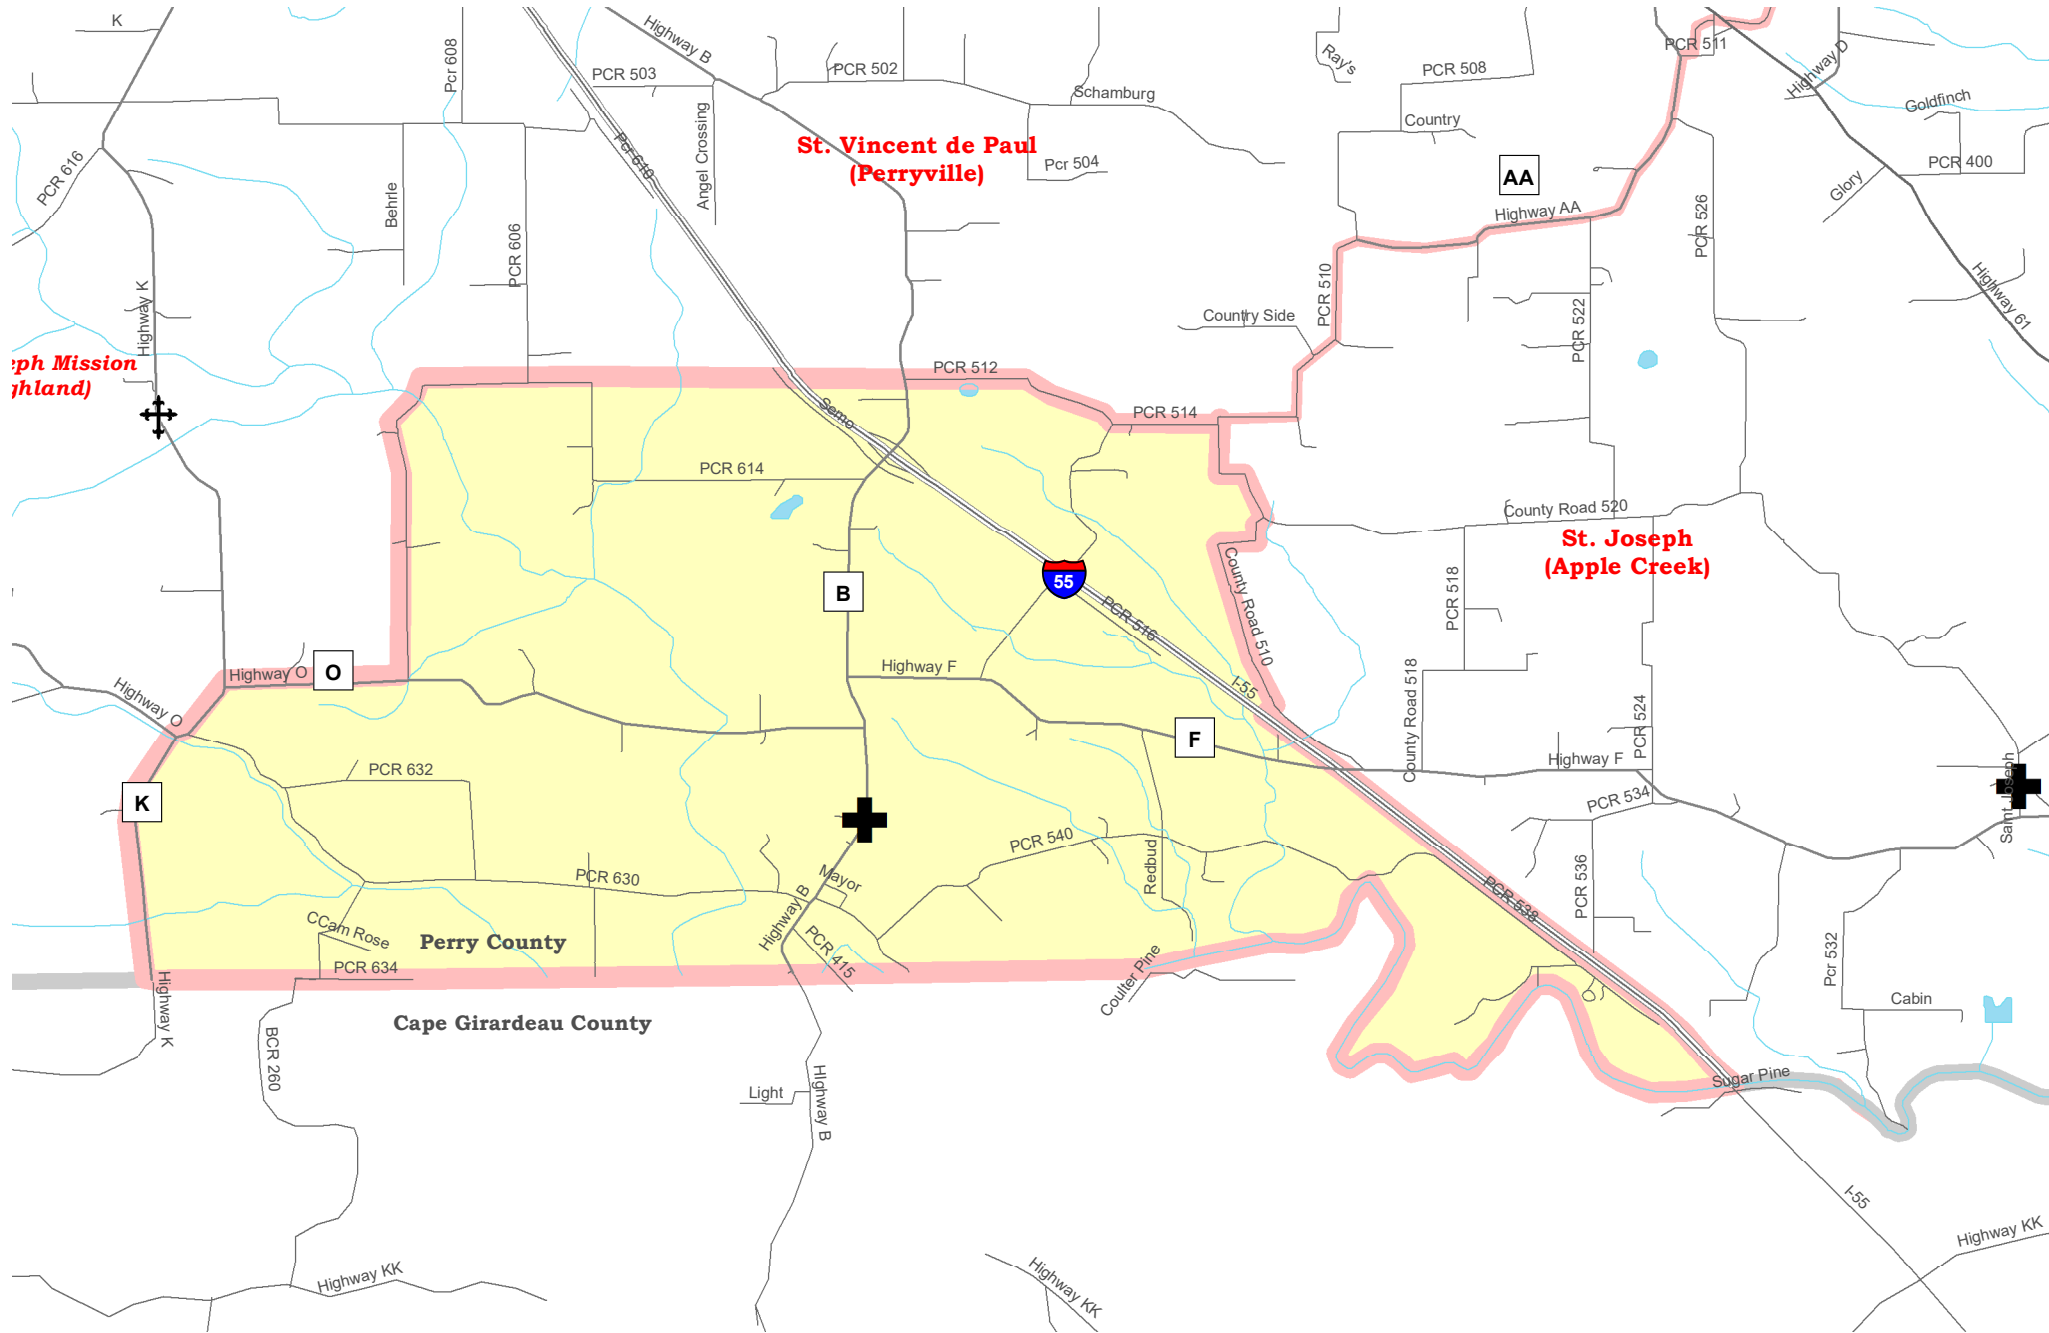 K
Highway B
Pcr 608
PCR 503
PCR 502
Ray's
PCR 508
PCR 511
Highway D
Schamburg
Goldfinch
Country
Pcr 610
Angel Crossing
St. Vincent de Paul
(Perryville)
Pcr 504
PCR 616
Behrle
AA
PCR 400
Glory
Highway AA
PCR 526
PCR 606
PCR 510
Highway K
Country Side
PCR 522
Highway 61
eph Mission
ghland)
PCR 512
Semo
PCR 514
PCR 614
County Road 520
St. Joseph
(Apple Creek)
55
B
PCR 516
County Road 510
PCR 518
Highway O
O
Highway F
I-55
Highway O
County Road 518
PCR 524
F
Highway F
PCR 632
K
PCR 534
Saint Joseph
PCR 540
Redbud
PCR 630
Mayor
Highway B
PCR 538
PCR 536
CCam Rose
Perry County
PCR 415
PCR 634
Coulter Pine
Pcr 532
Cabin
Highway K
Cape Girardeau County
BCR 260
Light
HIghway B
Sugar Pine
I-55
Highway KK
Highway KK
Highway KK